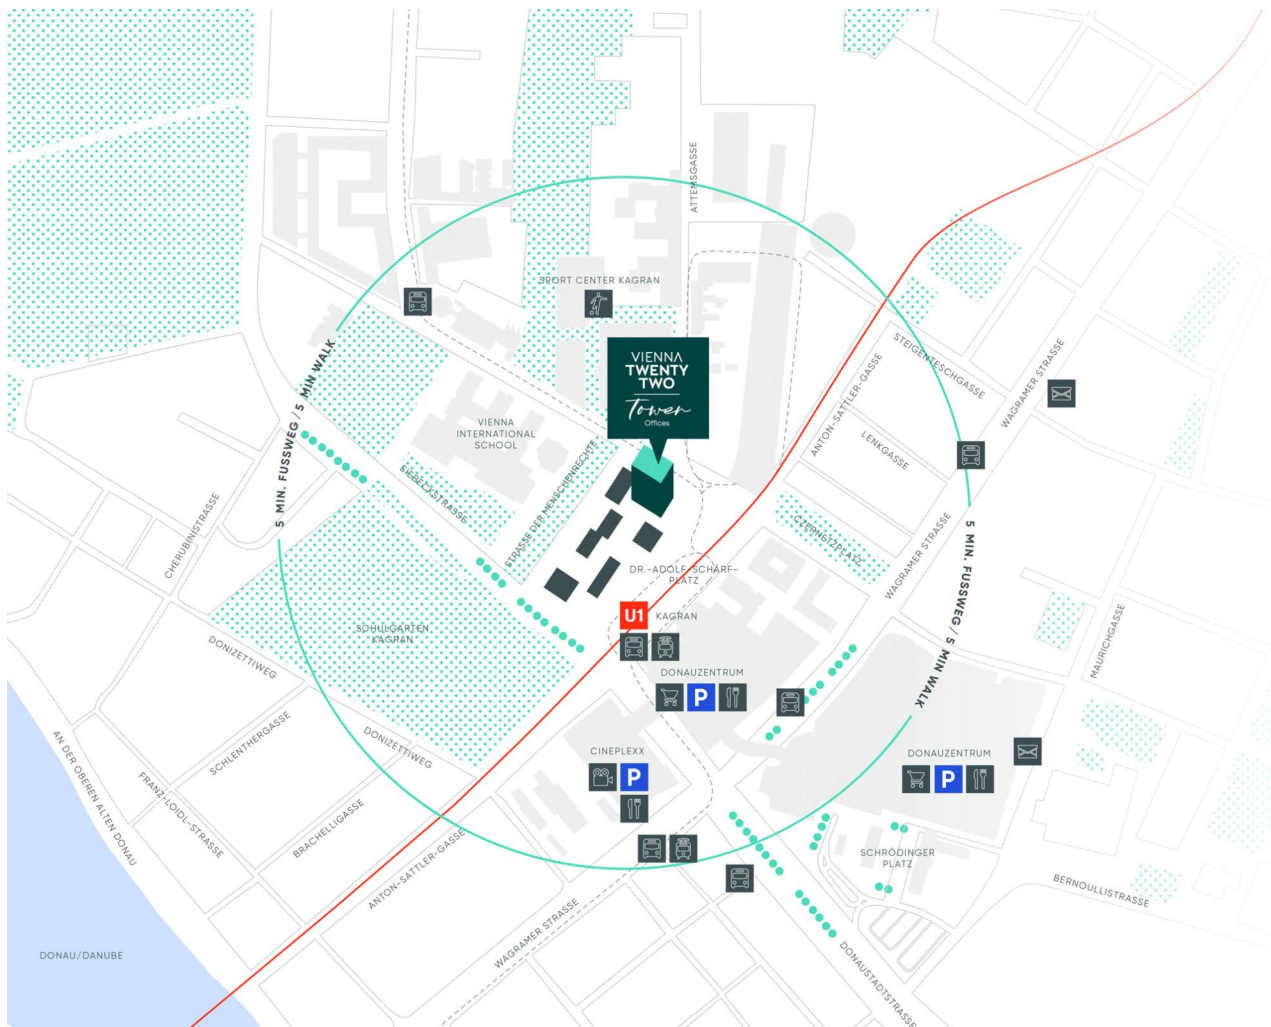 ATTEMSGASSE
SPORT CENTER KAGRAN
VIENNA
TWENTY
TWO
Tower
Offices
5 MIN. FUSSWEG / 5 MIN WALK
STEIGENTESCHGASSE
WAGRAMER STRASSE
ANTON-SATTLER-GASSE
LENKGASSE
VIENNA
INTERNATIONAL
SCHOOL
SIEBECKSTRASSE
STRASSE DER MENSCHENRECHTE
CZERNETZPLATZ
WAGRAMER STRASSE
5 MIN. FUSSWEG / 5 MIN WALK
CHERUBINISTRASSE
DR.-ADOLF-SCHÄRF-
PLATZ
U1
KAGRAN
SCHULGARTEN
KAGRAN
MAURICHGASSE
DONIZETTIWEG
DONAUZENTRUM
P
DONIZETTIWEG
SCHLENTHERGASSE
CINEPLEXX
P
DONAUZENTRUM
P
AN DER OBEREN ALTEN DONAU
FRANZ-LOIDL-STRASSE
BRACHELLIGASSE
ANTON-SATTLER-GASSE
SCHRÖDINGER
PLATZ
BERNOULLISTRASSE
WAGRAMER STRASSE
DONAU/DANUBE
DONAUSTADTSTRASSE